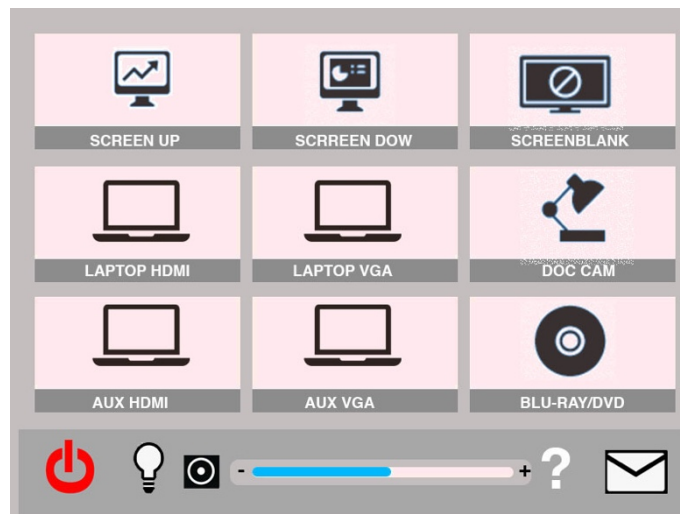 SCREEN UP
SCRREEN DOW
SCREENBLANK
LAPTOP HDMI
LAPTOP VGA
DOC CAM
AUX HDMI
AUX VGA
BLU-RAY/DVD
- + ?